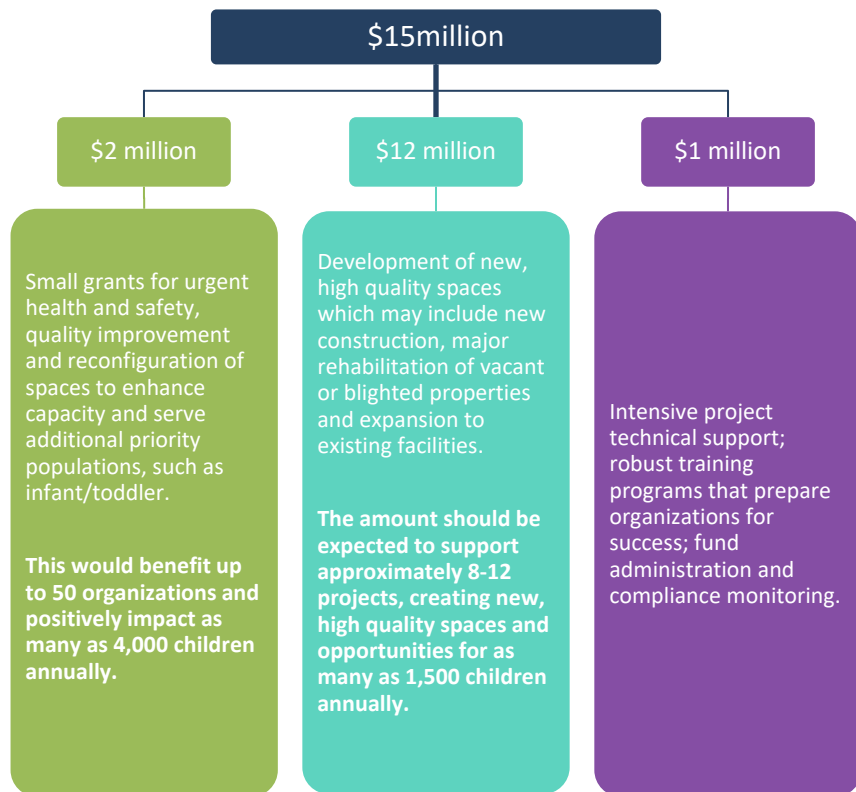 $15million
$2 million
$12 million
$1 million
Small grants for urgent
health and safety,
quality improvement
and reconfiguration of
spaces to enhance
capacity and serve
additional priority
populations, such as
infant/toddler.
This would benefit up
to 50 organizations and
positively impact as
many as 4,000 children
annually.
Development of new,
high quality spaces
which may include new
construction, major
rehabilitation of vacant
or blighted properties
and expansion to
existing facilities.
The amount should be
expected to support
approximately 8-12
projects, creating new,
high quality spaces and
opportunities for as
many as 1,500 children
annually.
Intensive project
technical support;
robust training
programs that prepare
organizations for
success; fund
administration and
compliance monitoring.